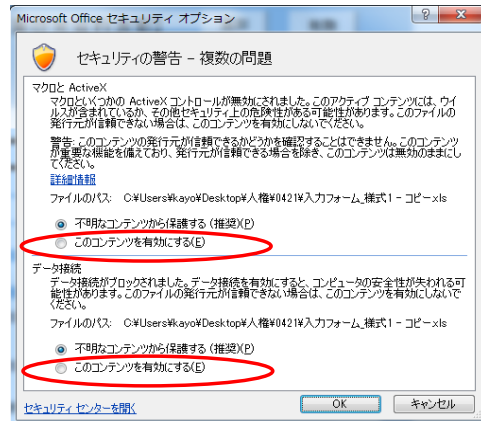 Microsoft Office セキュリティ オプション
セキュリティの警告 - 複数の問題
マクロと ActiveX
マクロといくつかの ActiveX コントロールが無効にされました。このアクティブ コンテンツには、ウイ
ルスが含まれているか、その他セキュリティ上の危険性がある可能性があります。このファイルの
発行元が信頼できない場合は、このコンテンツを有効にしないでください。
警告: このコンテンツの発行元が信頼できるかどうかを確認することはできません。このコンテンツ
が重要な機能を備えており、発行元が信頼できる場合を除き、このコンテンツは無効のままにし
てください。
詳細情報
ファイルのパス: C:¥Users¥kayo¥Desktop¥人権¥0421¥入力フォーム_様式1 - コピー.xls
不明なコンテンツから保護する (推奨)(P)
このコンテンツを有効にする(E)
データ接続
データ接続がブロックされました。データ接続を有効にすると、コンピュータの安全性が失われる可
能性があります。このファイルの発行元が信頼できない場合は、このコンテンツを有効にしないで
ください。
ファイルのパス: C:¥Users¥kayo¥Desktop¥人権¥0421¥入力フォーム_様式1 - コピー.xls
不明なコンテンツから保護する (推奨)(P)
このコンテンツを有効にする(E)
セキュリティ センターを開く
OK
キャンセル